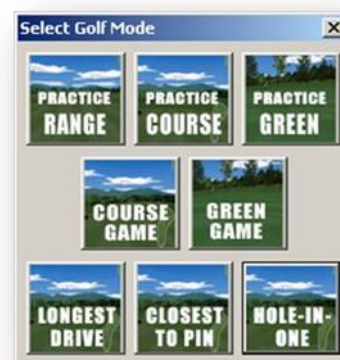 Select Golf Mode
PRACTICE RANGE
PRACTICE COURSE
PRACTICE GREEN
COURSE GAME
GREEN GAME
LONGEST DRIVE
CLOSEST TO PIN
HOLE-IN-ONE